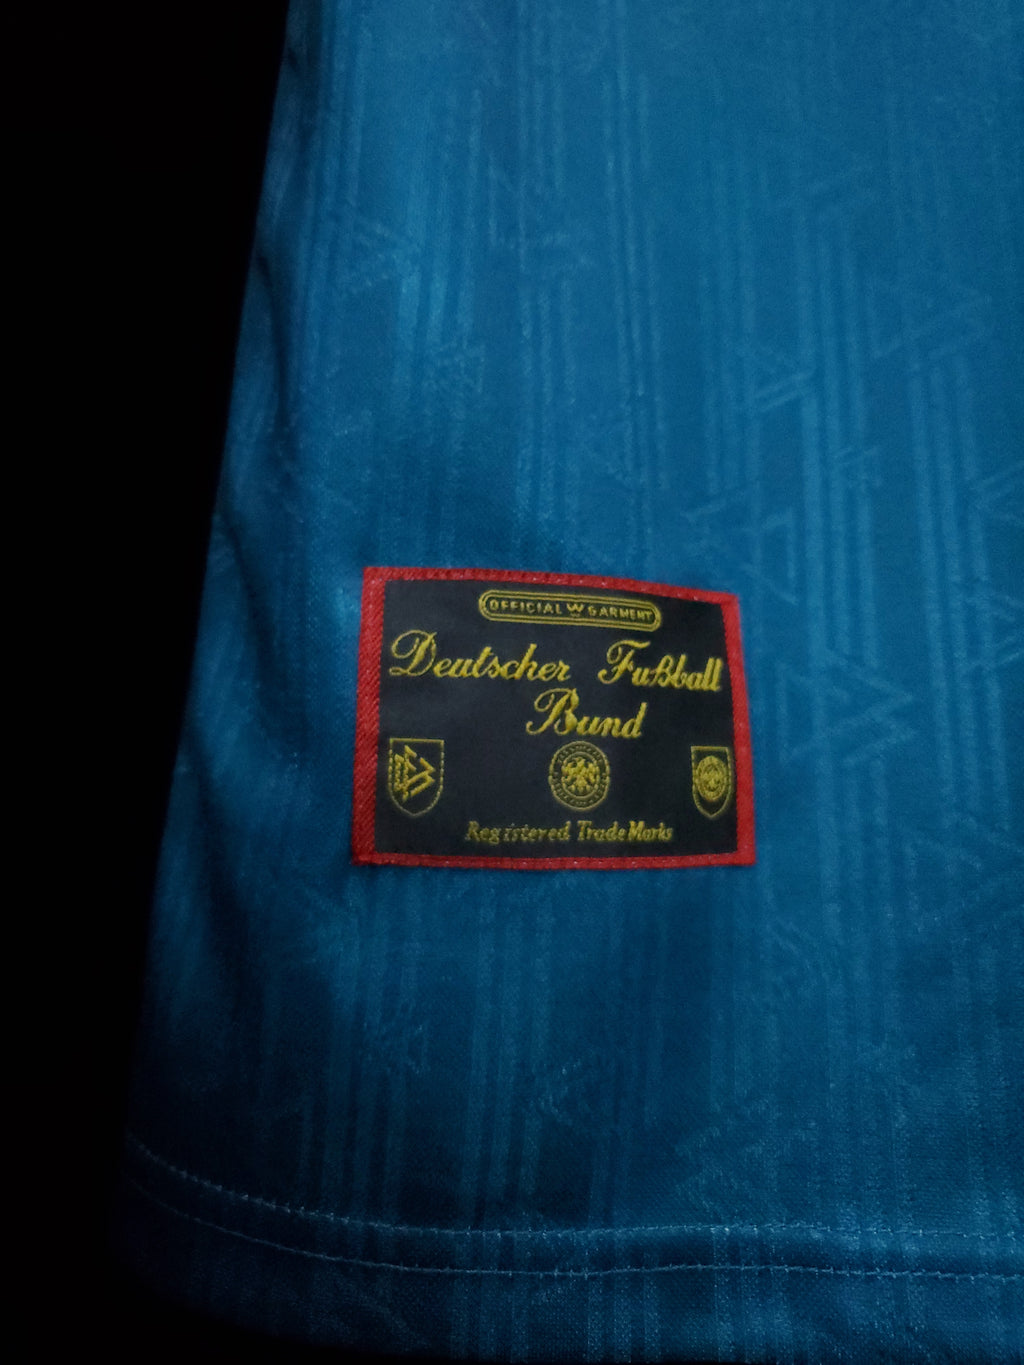 OFFICIAL W GARMENT
Deutscher Fußball
Bund
Registered Trade Marks